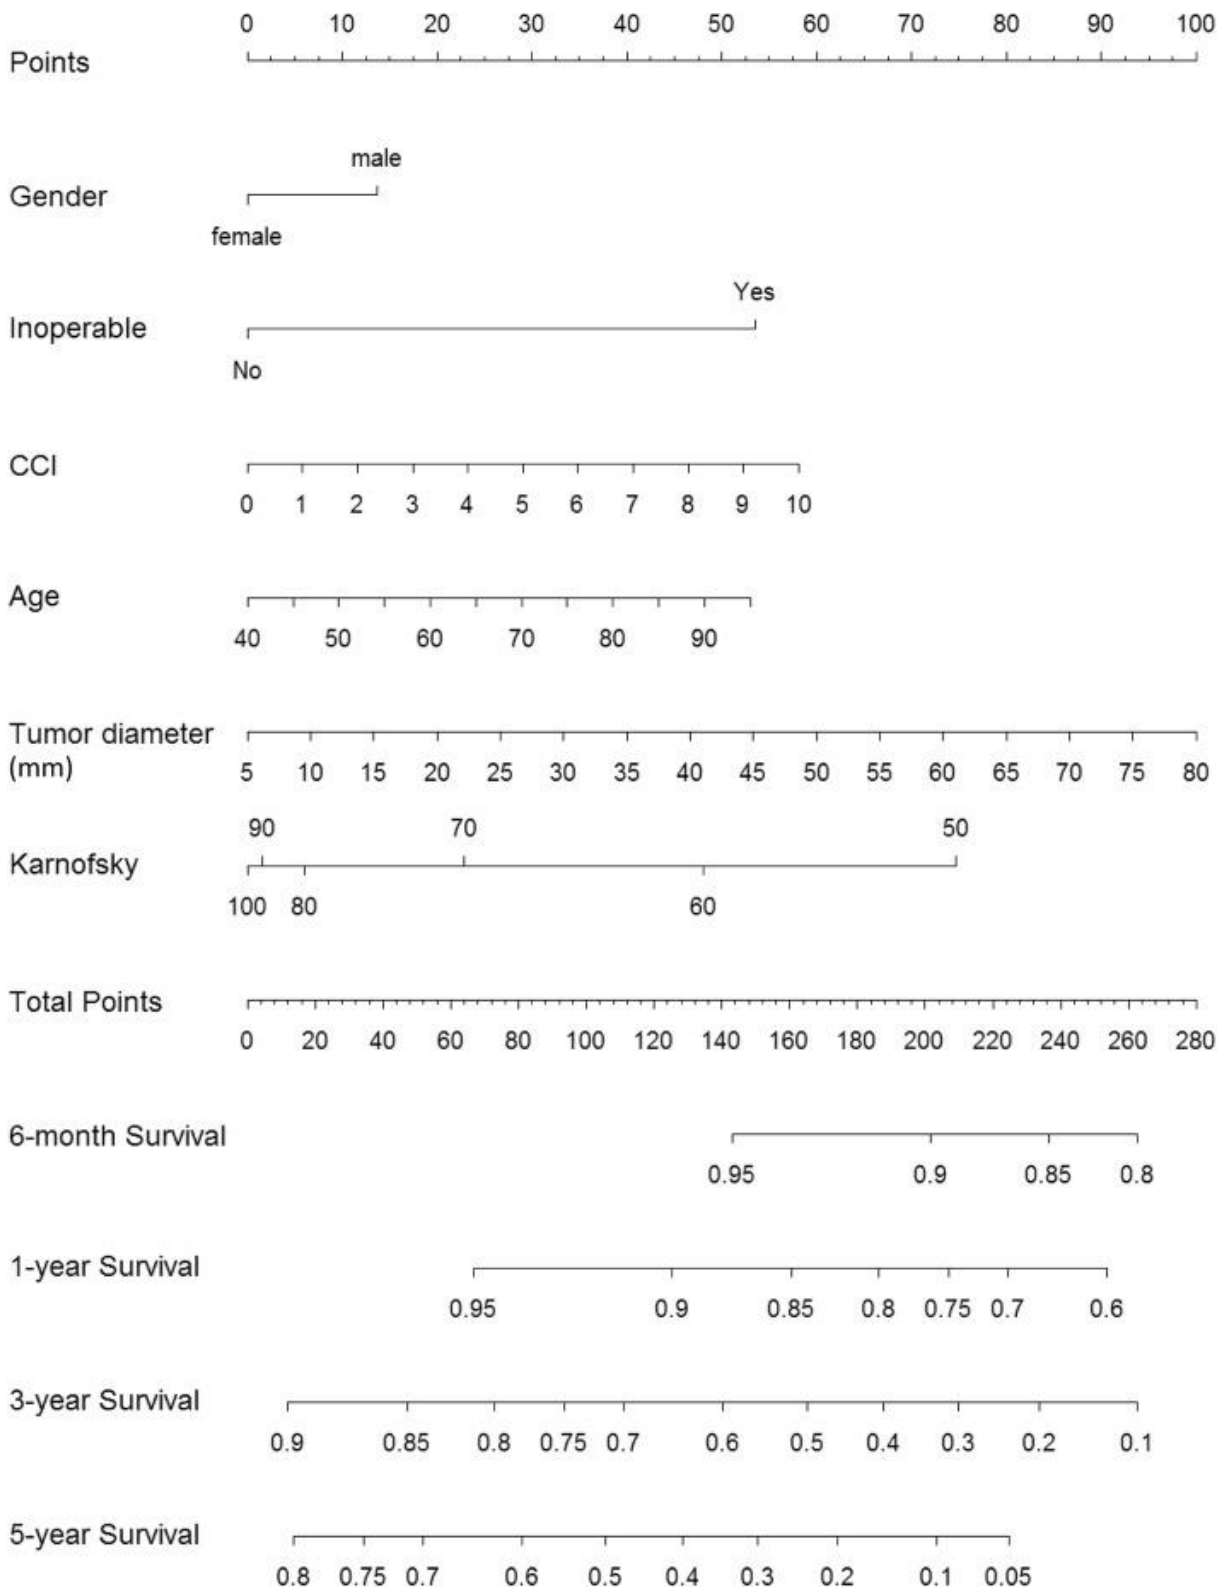 0 10 20 30 40 50 60 70 80 90 100
Points
male
Gender
female
Yes
Inoperable
No
CCI
0 1 2 3 4 5 6 7 8 9 10
Age
40 50 60 70 80 90
Tumor diameter
(mm)
5 10 15 20 25 30 35 40 45 50 55 60 65 70 75 80
90 70 50
Karnofsky
100 80 60
Total Points
0 20 40 60 80 100 120 140 160 180 200 220 240 260 280
6-month Survival
0.95 0.9 0.85 0.8
1-year Survival
0.95 0.9 0.85 0.8 0.75 0.7 0.6
3-year Survival
0.9 0.85 0.8 0.75 0.7 0.6 0.5 0.4 0.3 0.2 0.1
5-year Survival
0.8 0.75 0.7 0.6 0.5 0.4 0.3 0.2 0.1 0.05